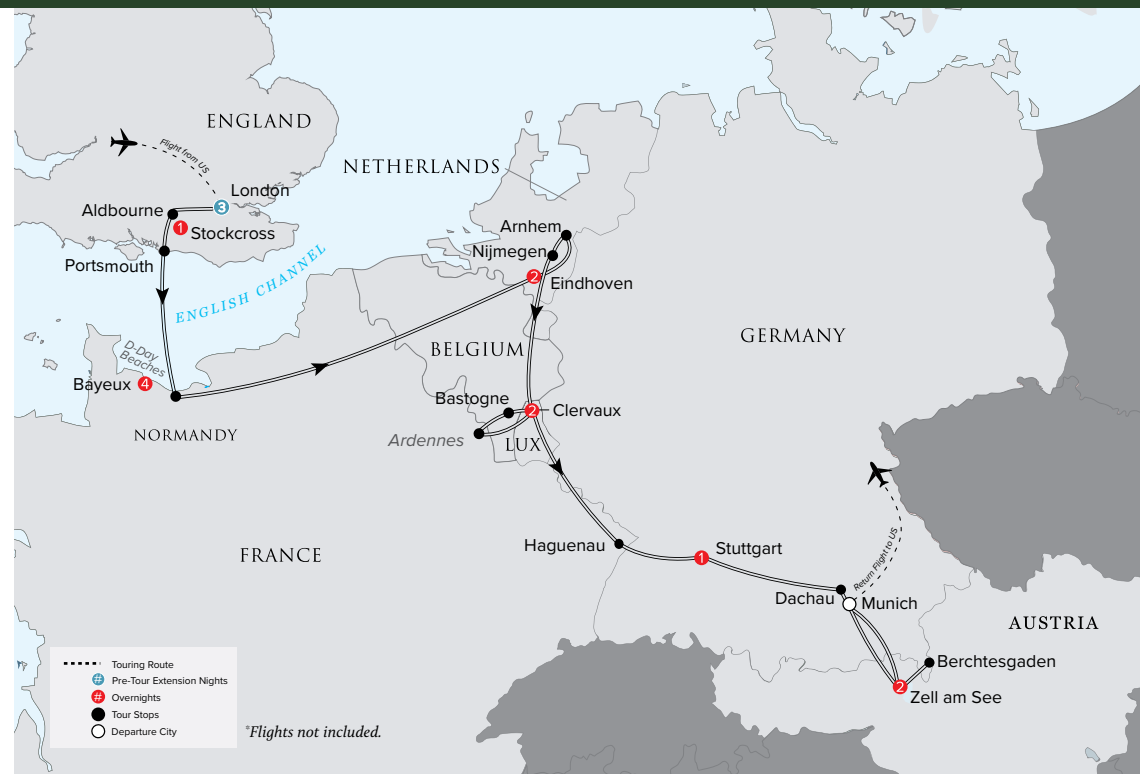 ENGLAND
Flight from US
NETHERLANDS
London
3
Aldbourne
1
Stockcross
Arnhem
Nijmegen
Portsmouth
2
Eindhoven
ENGLISH CHANNEL
GERMANY
D-Day
Beaches
BELGIUM
Bayeux
4
Bastogne
2
Clervaux
NORMANDY
Ardennes
LUX
Haguenau
FRANCE
1
Stuttgart
Return Flight to US
Dachau
Munich
AUSTRIA
Berchtesgaden
2
Zell am See
Touring Route
# Pre-Tour Extension Nights
# Overnights
Tour Stops
Departure City
*Flights not included.